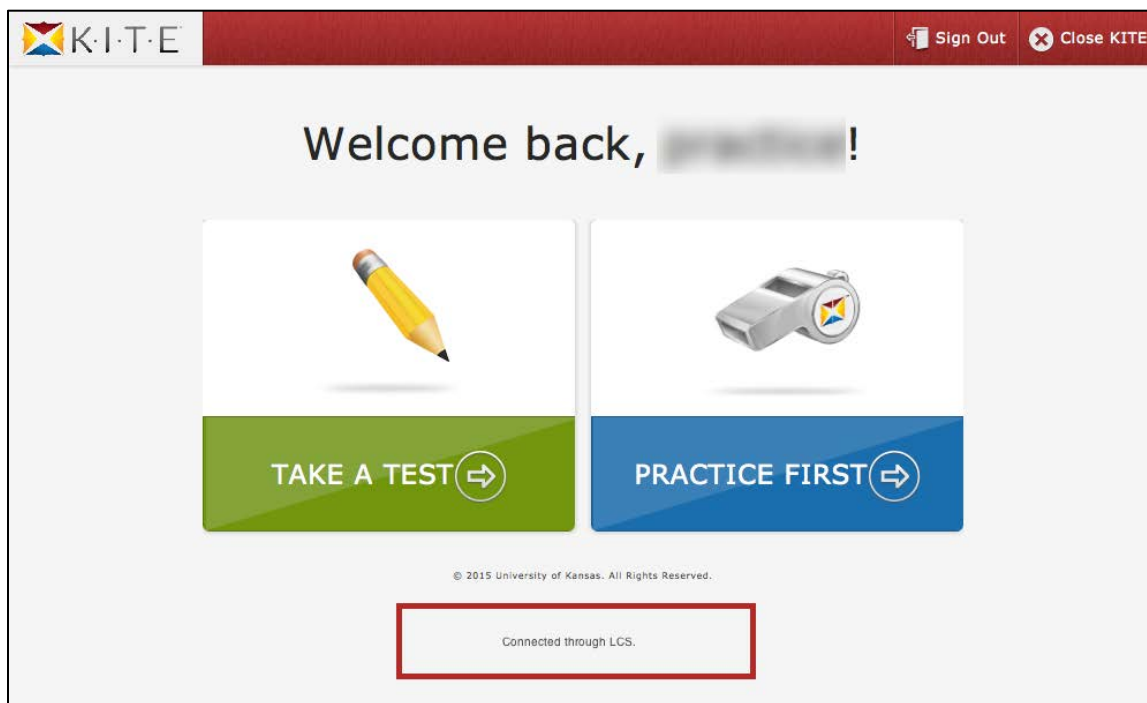 K·I·T·E
Sign Out
Close KITE
Welcome back, !
TAKE A TEST
PRACTICE FIRST
© 2015 University of Kansas. All Rights Reserved.
Connected through LCS.